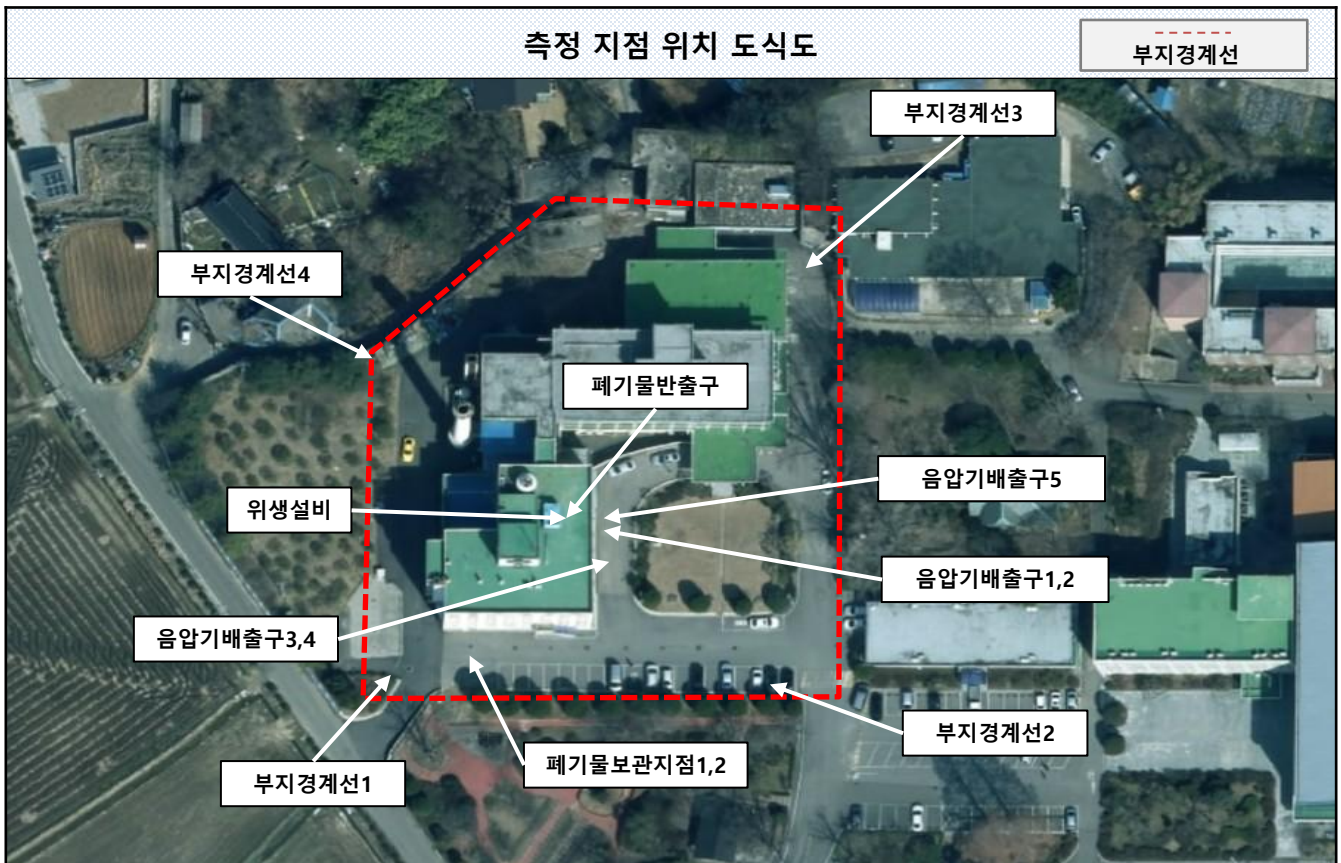 측정 지점 위치 도식도
부지경계선
부지경계선3
부지경계선4
폐기물반출구
음압기배출구5
위생설비
음압기배출구1,2
음압기배출구3,4
부지경계선2
폐기물보관지점1,2
부지경계선1